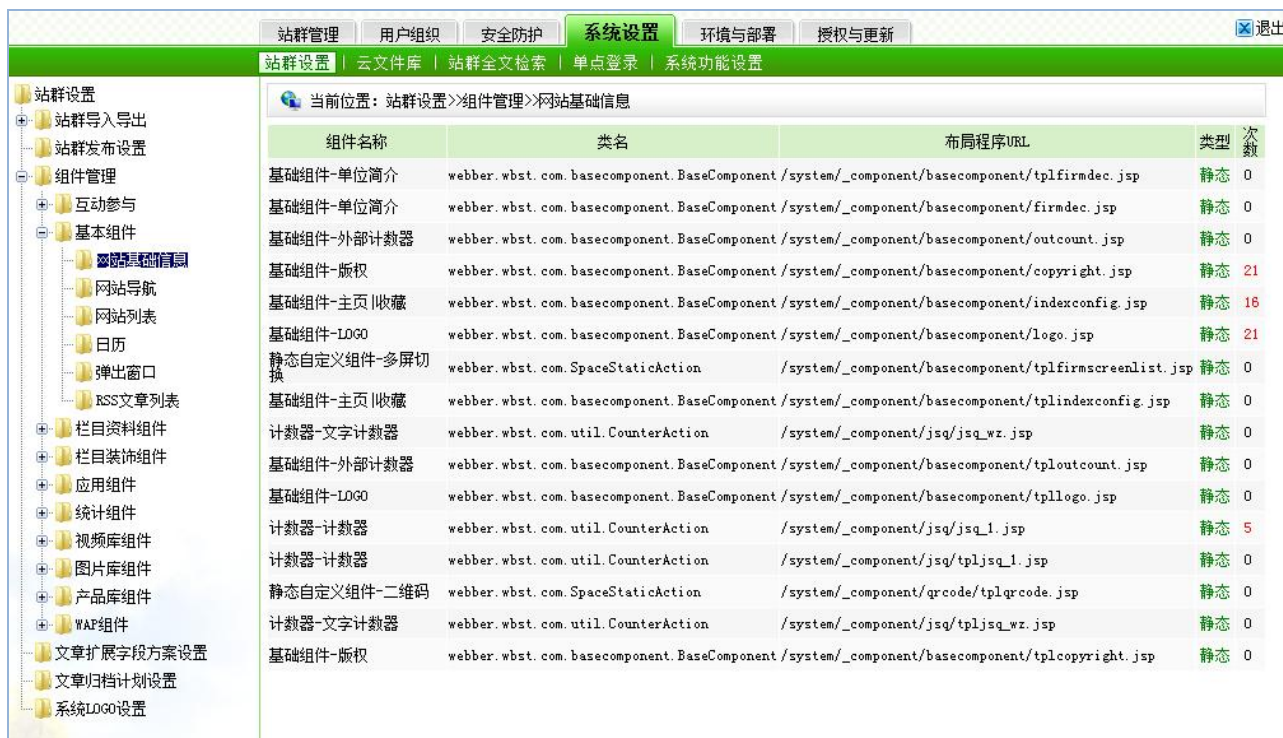 站群管理 用户组织 安全防护 系统设置 环境与部署 授权与更新 退出
站群设置 | 云文件库 | 站群全文检索 | 单点登录 | 系统功能设置
站群设置
站群导入导出
站群发布设置
组件管理
互动参与
基本组件
网站基础信息
网站导航
网站列表
日历
弹出窗口
RSS文章列表
栏目资料组件
栏目装饰组件
应用组件
统计组件
视频库组件
图片库组件
产品库组件
WAP组件
文章扩展字段方案设置
文章归档计划设置
系统LOGO设置
当前位置：站群设置>>组件管理>>网站基础信息
组件名称 类名 布局程序URL 类型 次数
基础组件-单位简介 webber.wbst.com.basecomponent.BaseComponent /system/_component/basecomponent/tplfirmdec.jsp 静态 0
基础组件-单位简介 webber.wbst.com.basecomponent.BaseComponent /system/_component/basecomponent/firmdec.jsp 静态 0
基础组件-外部计数器 webber.wbst.com.basecomponent.BaseComponent /system/_component/basecomponent/outcount.jsp 静态 0
基础组件-版权 webber.wbst.com.basecomponent.BaseComponent /system/_component/basecomponent/copyright.jsp 静态 21
基础组件-主页|收藏 webber.wbst.com.basecomponent.BaseComponent /system/_component/basecomponent/indexconfig.jsp 静态 16
基础组件-LOGO webber.wbst.com.basecomponent.BaseComponent /system/_component/basecomponent/logo.jsp 静态 21
静态自定义组件-多屏切换 webber.wbst.com.SpaceStaticAction /system/_component/basecomponent/tplfirmscreenlist.jsp 静态 0
基础组件-主页|收藏 webber.wbst.com.basecomponent.BaseComponent /system/_component/basecomponent/tplindexconfig.jsp 静态 0
计数器-文字计数器 webber.wbst.com.util.CounterAction /system/_component/jsq/jsq_wz.jsp 静态 0
基础组件-外部计数器 webber.wbst.com.basecomponent.BaseComponent /system/_component/basecomponent/tploutcount.jsp 静态 0
基础组件-LOGO webber.wbst.com.basecomponent.BaseComponent /system/_component/basecomponent/tpllogo.jsp 静态 0
计数器-计数器 webber.wbst.com.util.CounterAction /system/_component/jsq/jsq_1.jsp 静态 5
计数器-计数器 webber.wbst.com.util.CounterAction /system/_component/jsq/tpljsq_1.jsp 静态 0
静态自定义组件-二维码 webber.wbst.com.SpaceStaticAction /system/_component/qrcode/tplqrcode.jsp 静态 0
计数器-文字计数器 webber.wbst.com.util.CounterAction /system/_component/jsq/tpljsq_wz.jsp 静态 0
基础组件-版权 webber.wbst.com.basecomponent.BaseComponent /system/_component/basecomponent/tplcopyright.jsp 静态 0